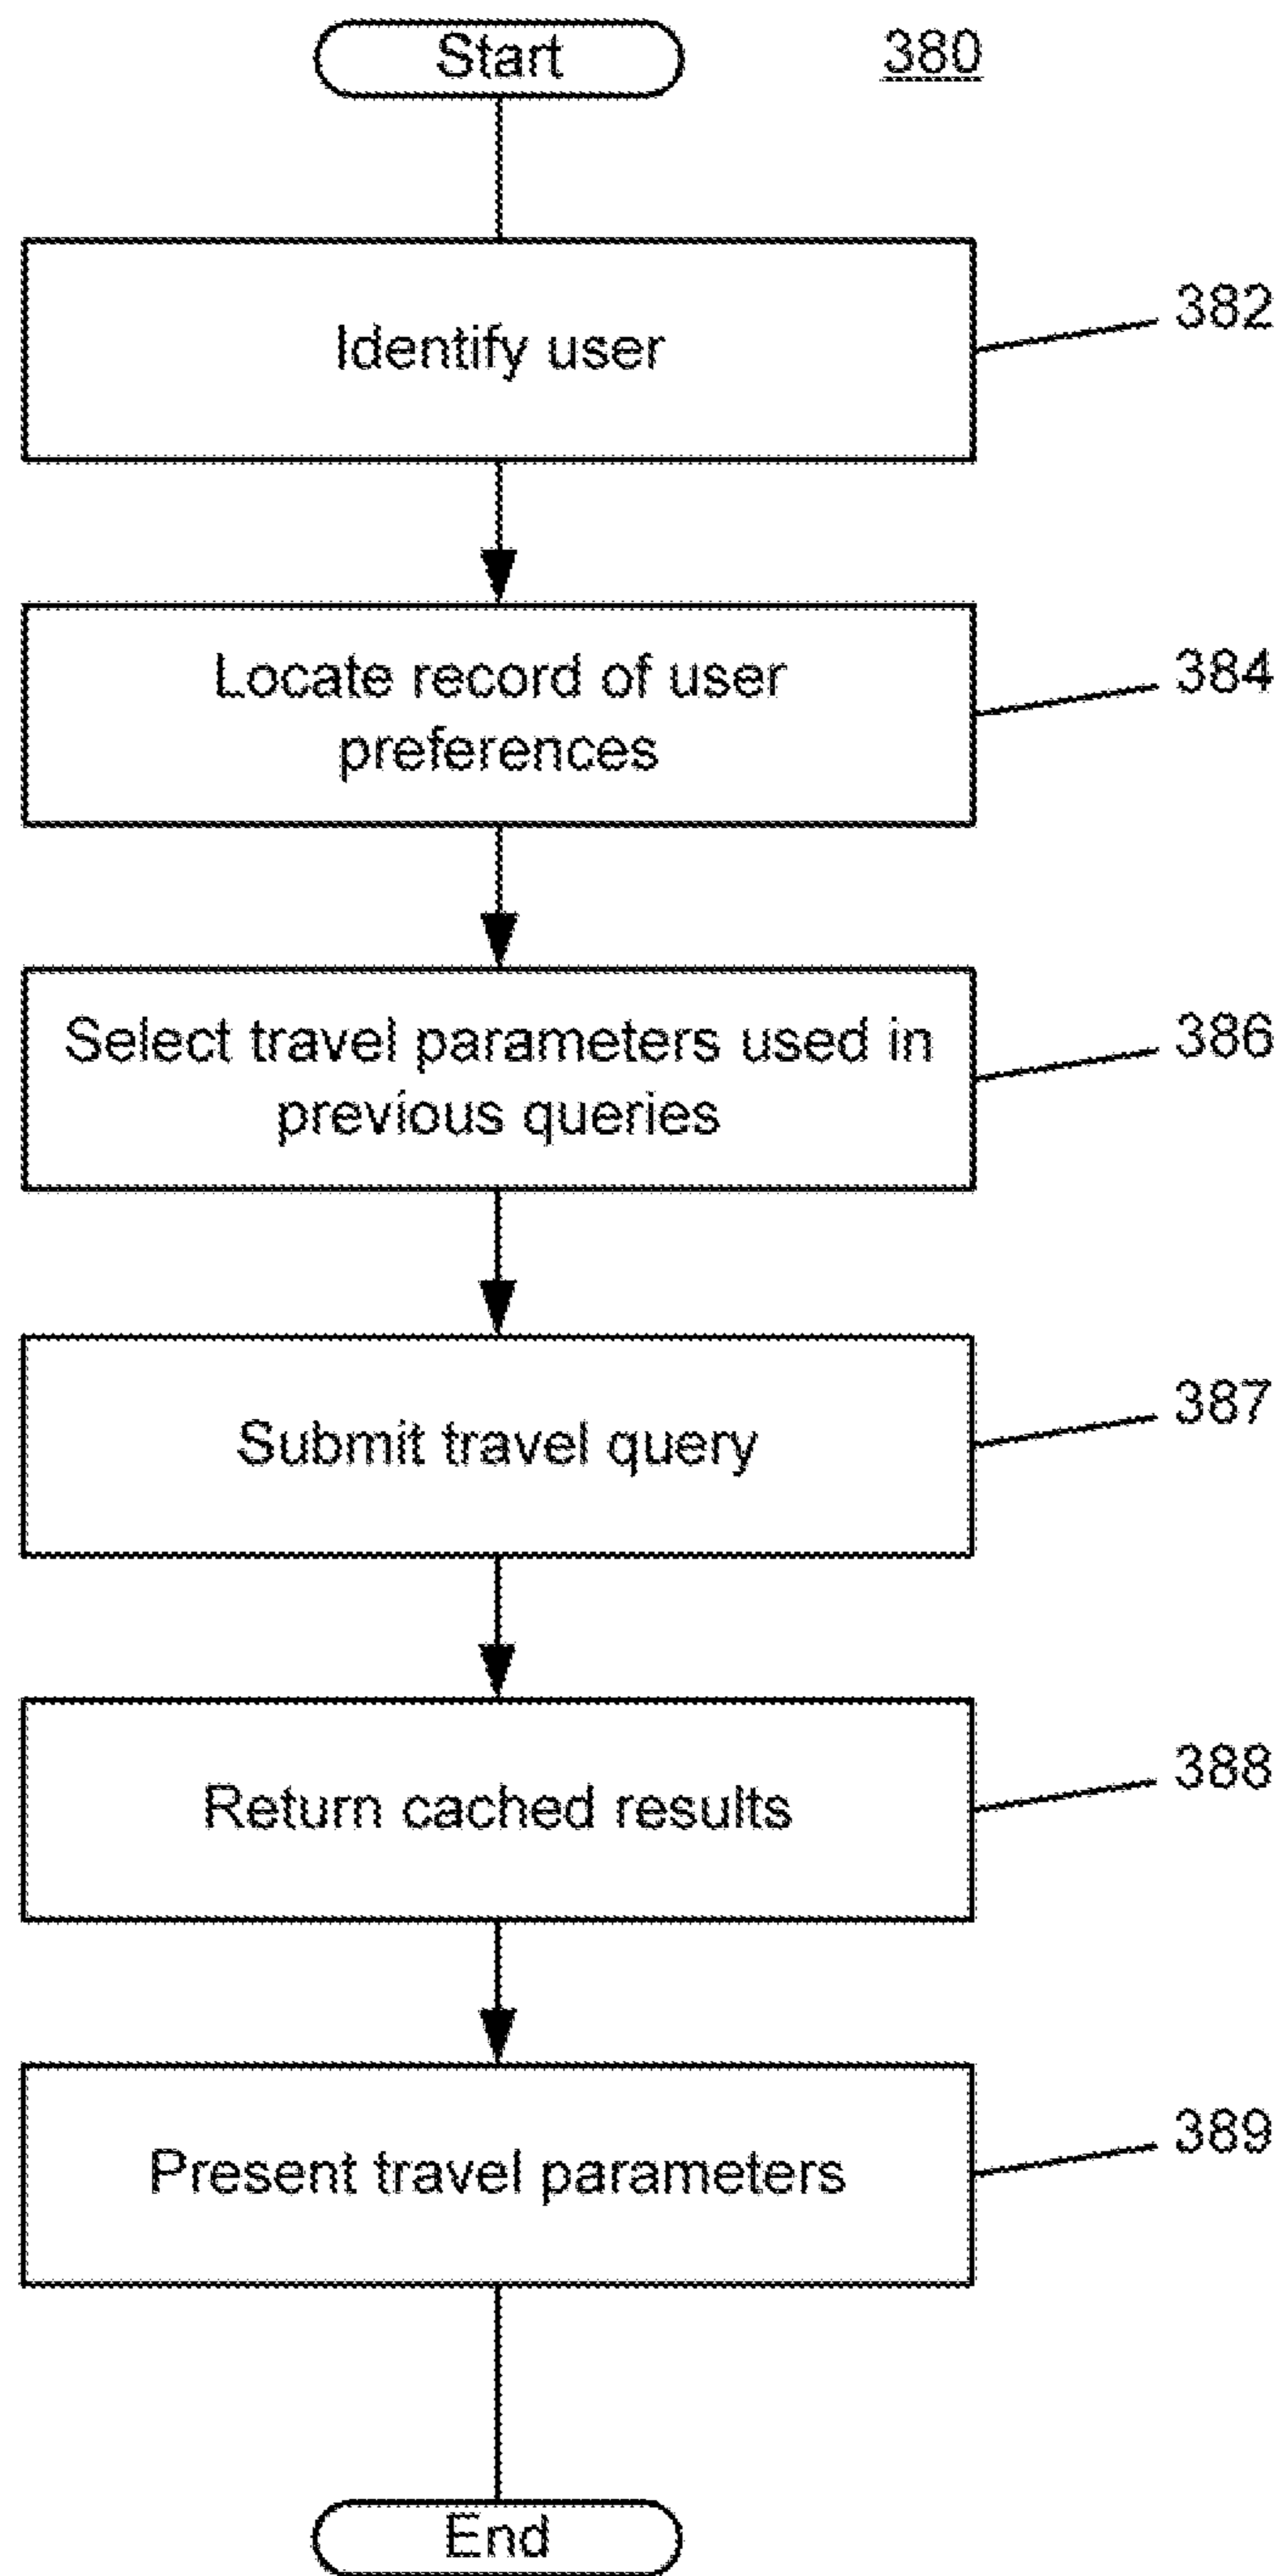 Start
380
Identify user
382
Locate record of user
preferences
384
Select travel parameters used in
previous queries
386
Submit travel query
387
Return cached results
388
Present travel parameters
389
End